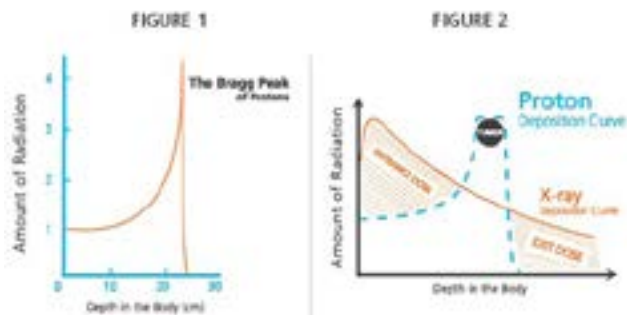 FIGURE 1
The Bragg Peak
of Protons
Amount of Radiation
4
3
2
1
0
10
20
30
Depth in the Body (cm)
FIGURE 2
Proton
Deposition Curve
X-ray
Deposition Curve
ENTRANCE DOSE
EXIT DOSE
Amount of Radiation
Depth in the Body